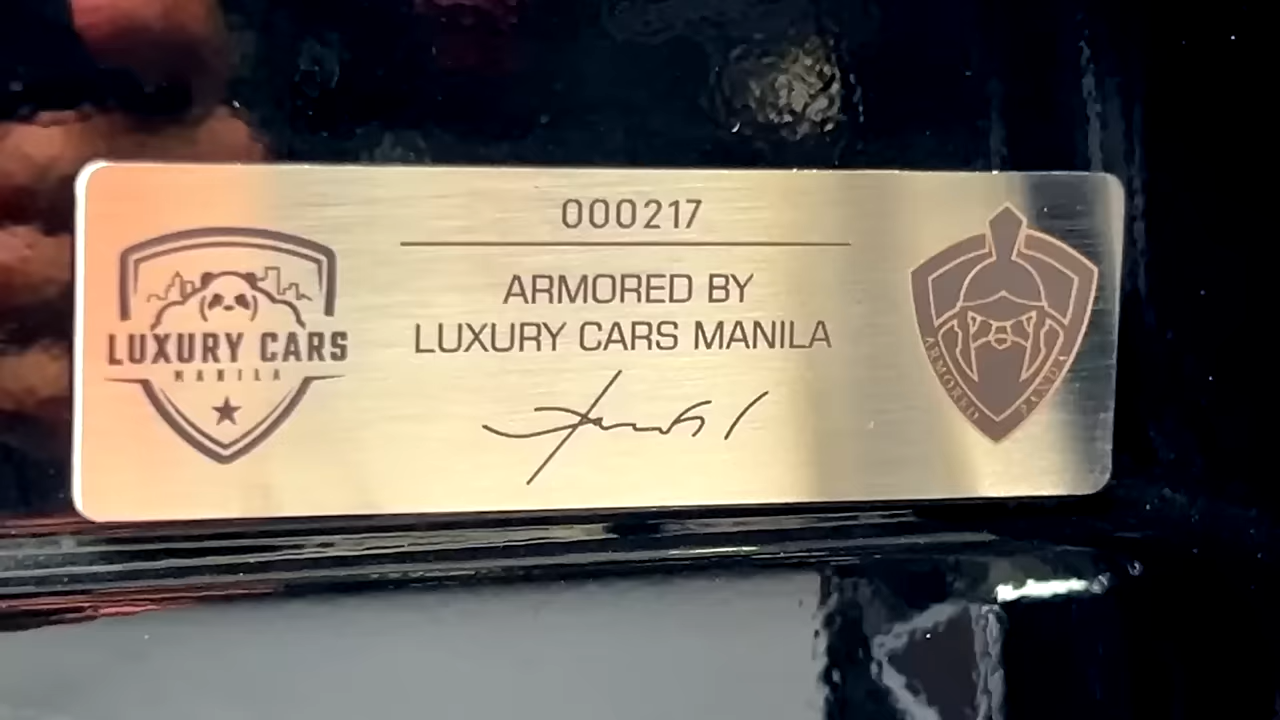 000217
ARMORED BY
LUXURY CARS MANILA
LUXURY CARS
MANILA
ARMORED PANDA